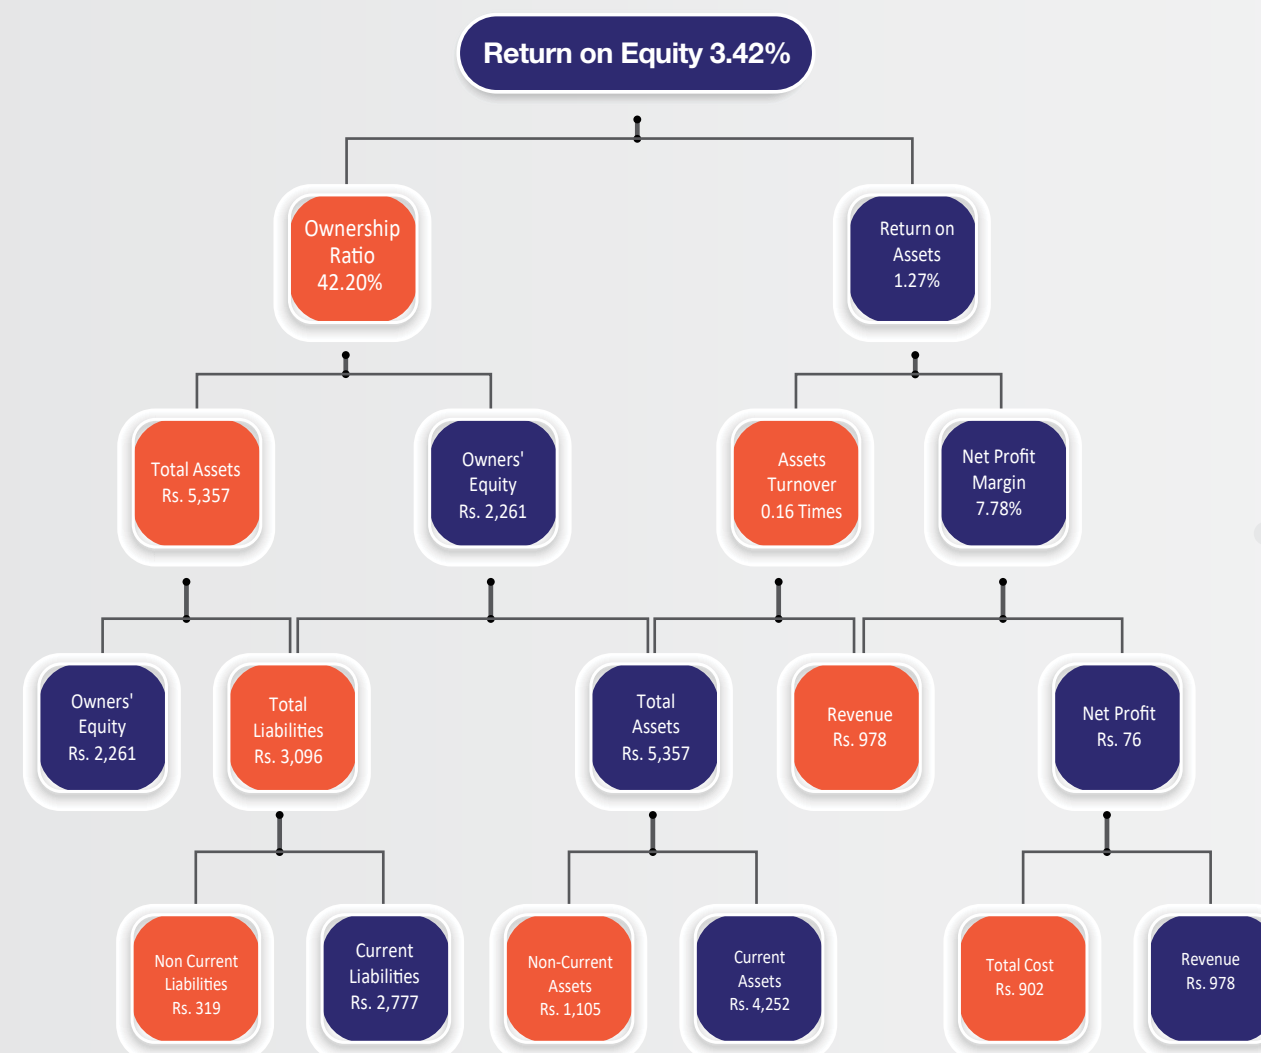 Return on Equity 3.42%
Ownership
Ratio
42.20%
Return on
Assets
1.27%
Total Assets
Rs. 5,357
Owners'
Equity
Rs. 2,261
Assets
Turnover
0.16 Times
Net Profit
Margin
7.78%
Owners'
Equity
Rs. 2,261
Total
Liabilities
Rs. 3,096
Total
Assets
Rs. 5,357
Revenue
Rs. 978
Net Profit
Rs. 76
Non Current
Liabilities
Rs. 319
Current
Liabilities
Rs. 2,777
Non-Current
Assets
Rs. 1,105
Current
Assets
Rs. 4,252
Total Cost
Rs. 902
Revenue
Rs. 978